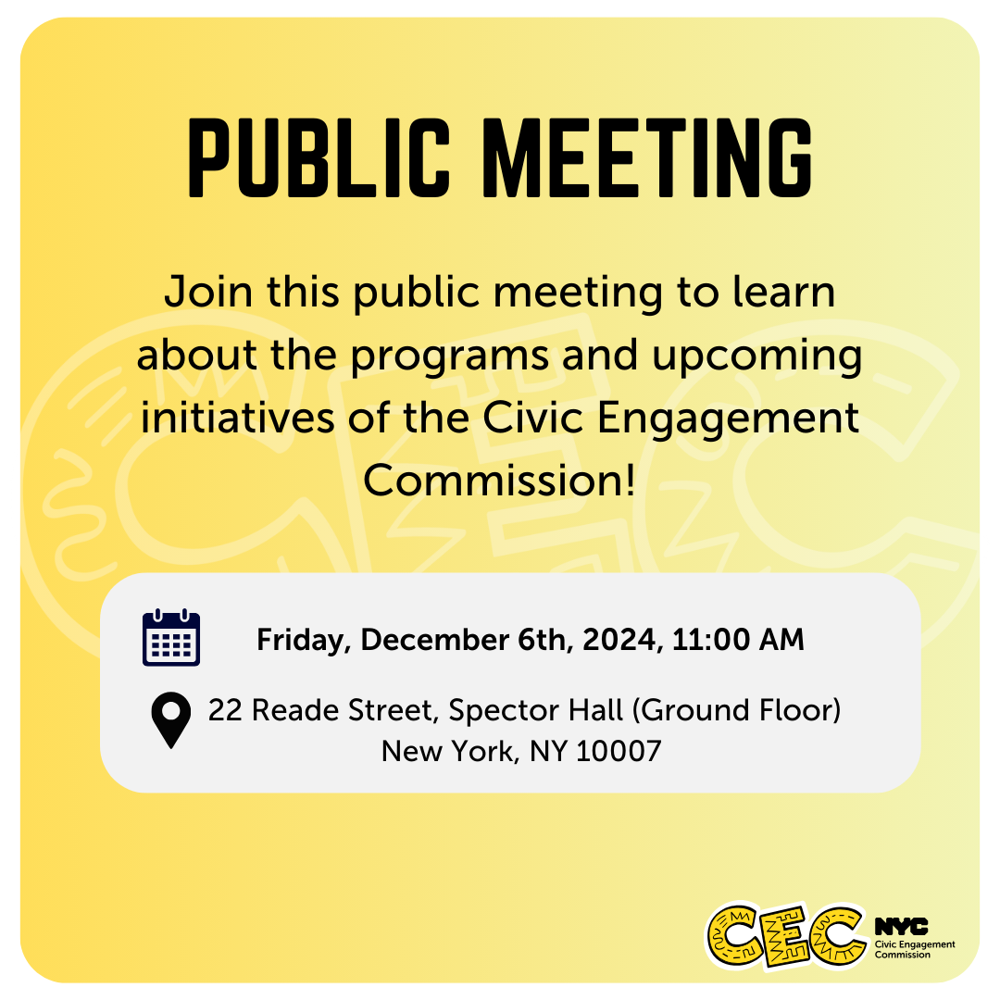 PUBLIC MEETING
Join this public meeting to learn
about the programs and upcoming
initiatives of the Civic Engagement
Commission!
Friday, December 6th, 2024, 11:00 AM
22 Reade Street, Spector Hall (Ground Floor)
New York, NY 10007
CEC
NYC
Civic Engagement
Commission